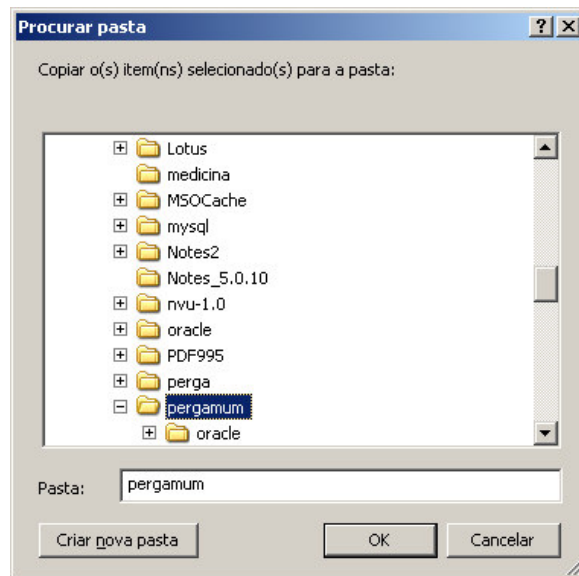 Procurar pasta
Copiar o(s) item(ns) selecionado(s) para a pasta:
Lotus
medicina
MSOCache
mysql
Notes2
Notes_5.0.10
nvu-1.0
oracle
PDF995
perga
pergamum
oracle
Pasta: pergamum
Criar nova pasta OK Cancelar